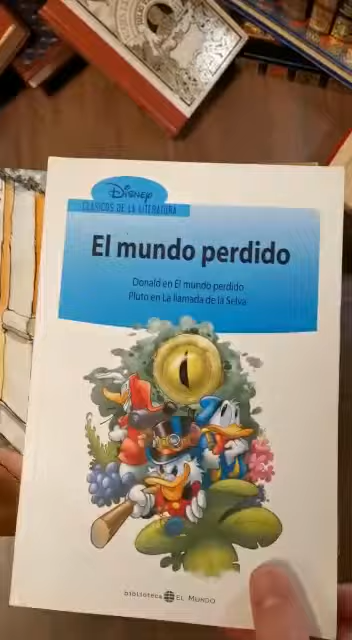 Disney
CLÁSICOS DE LA LITERATURA
El mundo perdido
Donald en El mundo perdido
Pluto en La llamada de la Selva
biblioteca EL MUNDO